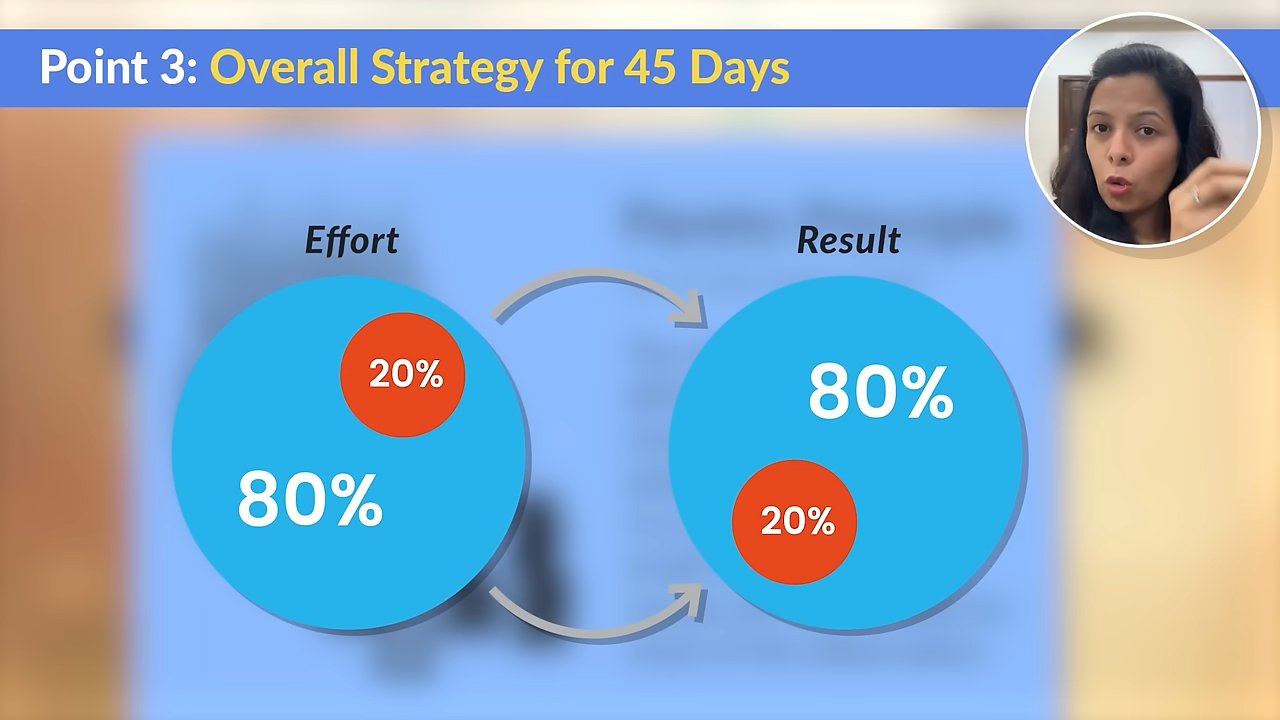 Point 3: Overall Strategy for 45 Days
Effort
Result
20%
80%
80%
20%